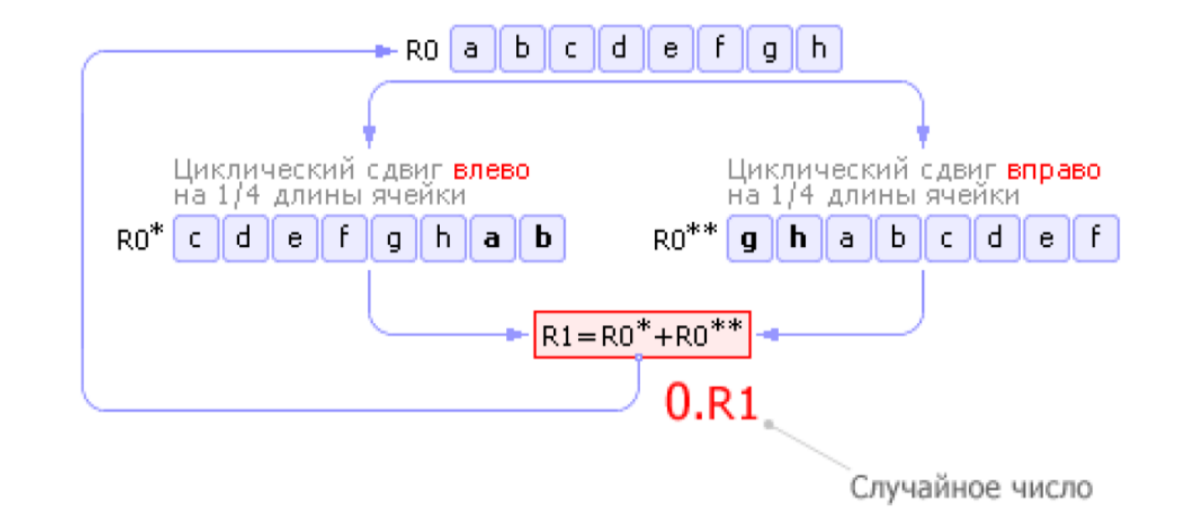 R0 a b c d e f g h
Циклический сдвиг влево
на 1/4 длины ячейки
R0* c d e f g h a b
Циклический сдвиг вправо
на 1/4 длины ячейки
R0** g h a b c d e f
R1=R0*+R0**
0.R1
Случайное число